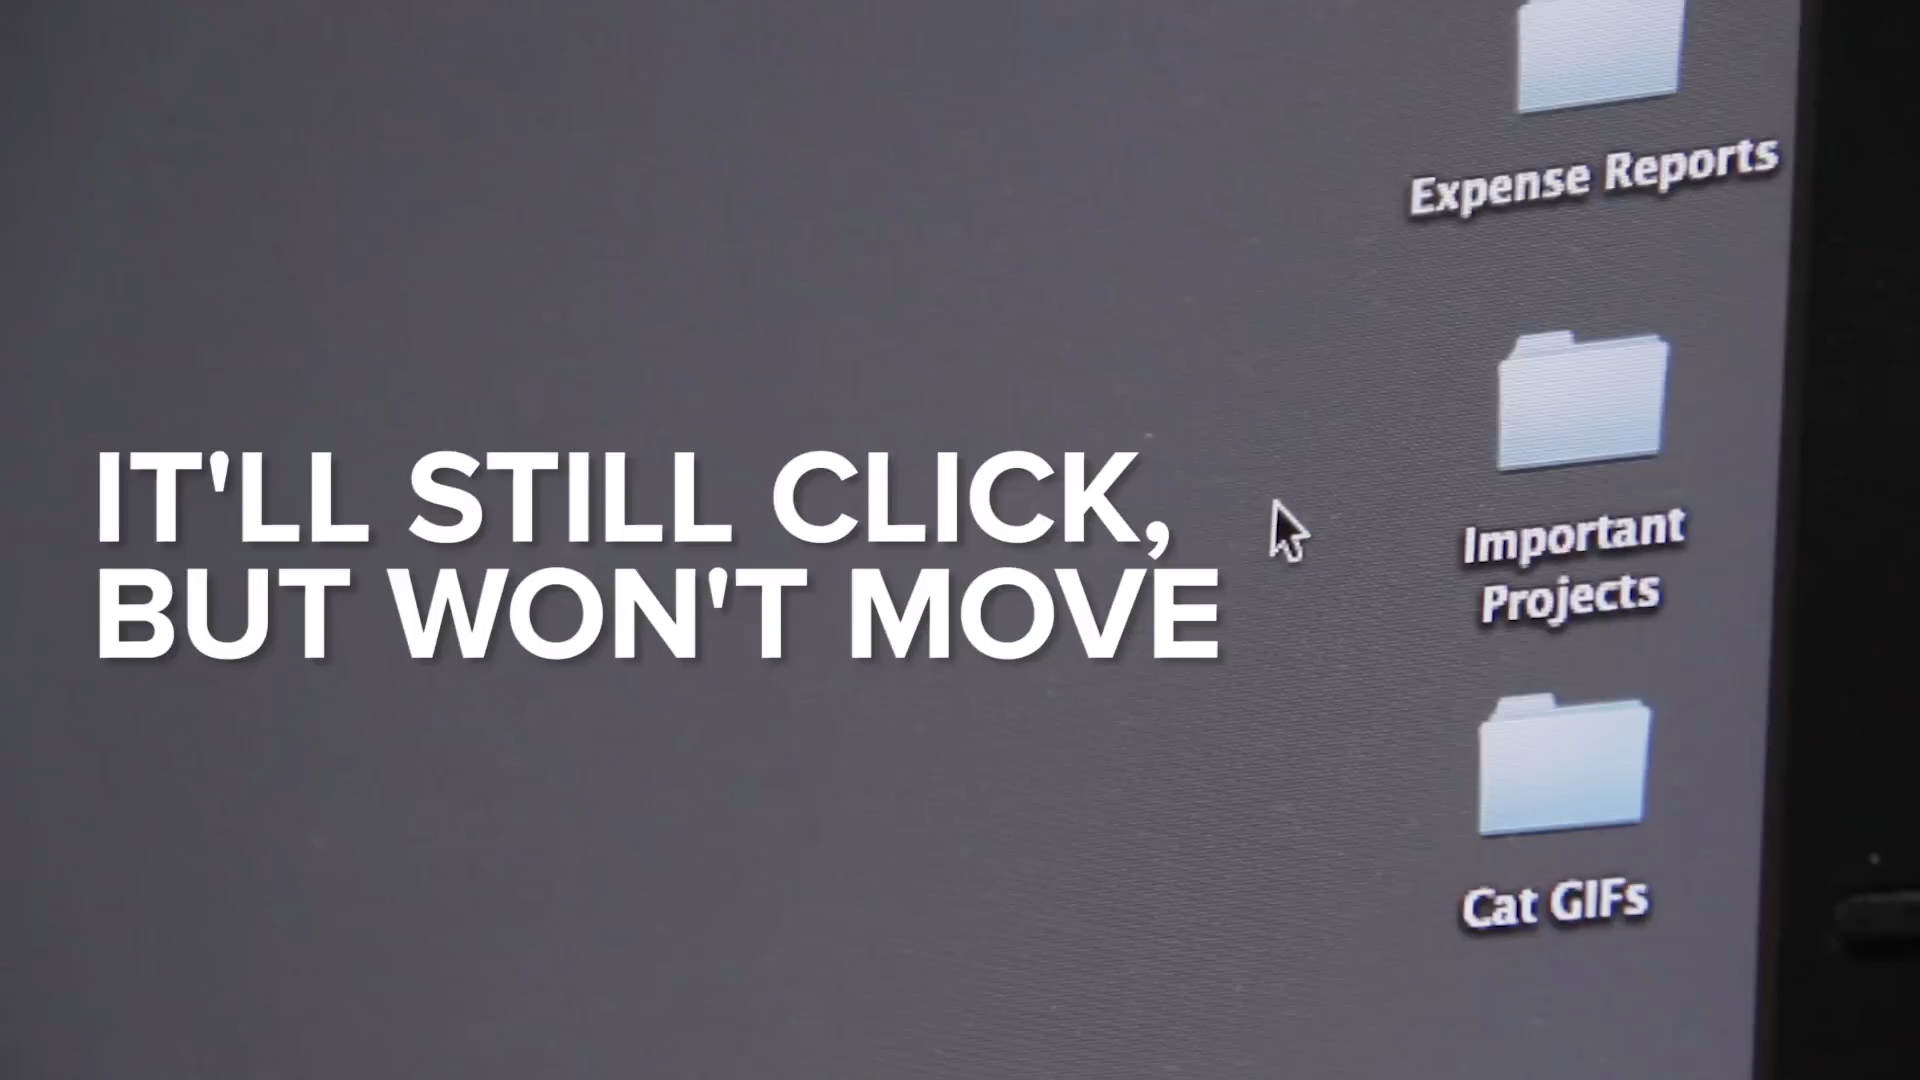 Expense Reports
IT'LL STILL CLICK,
BUT WON'T MOVE
Important
Projects
Cat GIFs